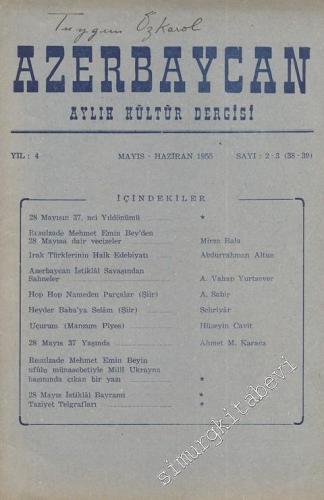 Tuygun Özkarol
AZERBAYCAN
AYLIK KÜLTÜR DERGİSİ
YIL : 4 MAYIS - HAZİRAN 1955 SAYI : 2-3 (38-39)
İÇİNDEKİLER
28 Mayısın 37. nci Yıldönümü *
Resulzade Mehmet Emin Bey'den
28 Mayısa dair vecizeler Mirza Bala
Irak Türklerinin Halk Edebiyatı Abdurrahman Altun
Azerbaycan İstiklâl Savaşından
Sahneler A. Vahap Yurtsever
Hop Hop Nameden Parçalar (Şiir) A. Sabir
Heyder Baba'ya Selâm (Şiir) Şehriyâr
Uçurum (Manzum Piyes) Hüseyin Cavit
28 Mayıs 37 Yaşında Ahmet M. Karaca
Resulzade Mehmet Emin Beyin
ufûlu münasebetiyle Millî Ukrayna
basınında çıkan bir yazı *
28 Mayıs İstiklâl Bayramı
Taziyet Telgrafları *
simurgkitabevi